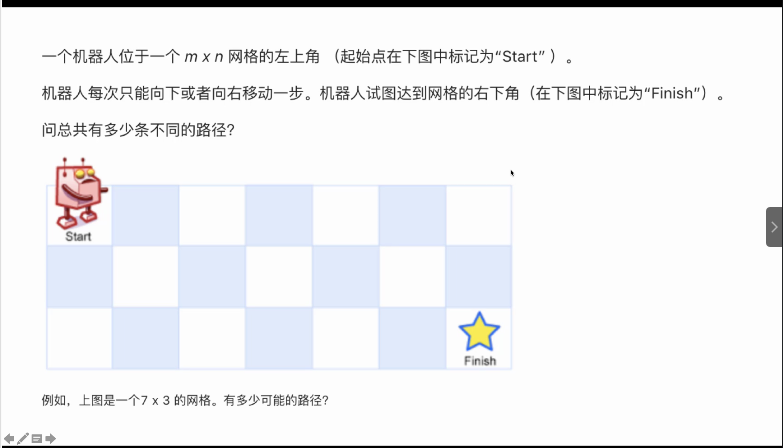 一个机器人位于一个 m x n 网格的左上角 （起始点在下图中标记为“Start” ）。
机器人每次只能向下或者向右移动一步。机器人试图达到网格的右下角（在下图中标记为“Finish”）。
问总共有多少条不同的路径?
Start
Finish
例如，上图是一个7 x 3 的网格。有多少可能的路径?